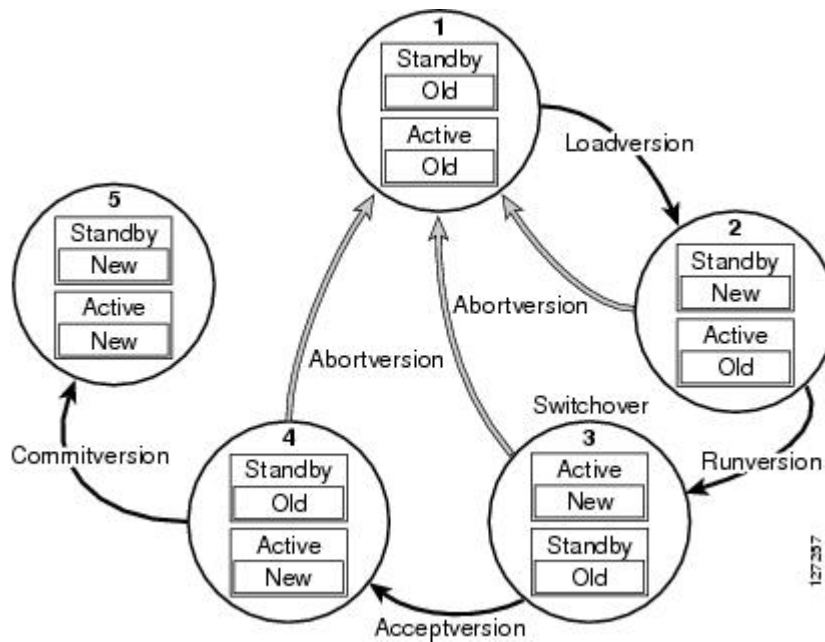 1
Standby
Old
Active
Old
Loadversion
5
Standby
New
Active
New
2
Standby
New
Active
Old
Abortversion
Abortversion
Switchover
4
Standby
Old
Active
New
3
Active
New
Standby
Old
Commitversion
Runversion
Acceptversion
127257